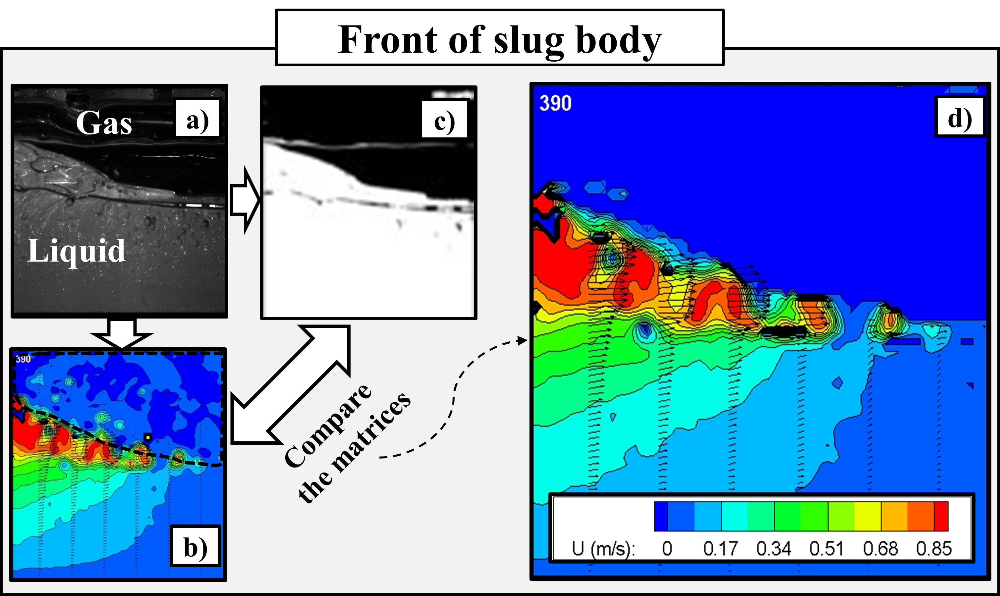 Front of slug body
Gas
a)
Liquid
c)
390
d)
390
b)
Compare
the matrices
U (m/s):
0 0.17 0.34 0.51 0.68 0.85